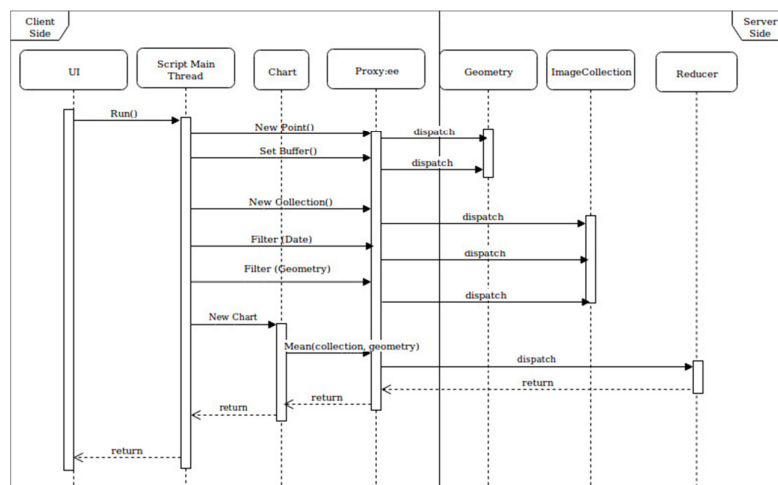 Client
Side
Server
Side
UI
Script Main
Thread
Chart
Proxy:ee
Geometry
ImageCollection
Reducer
Run()
New Point()
dispatch
Set Buffer()
dispatch
New Collection()
dispatch
Filter (Date)
dispatch
Filter (Geometry)
dispatch
New Chart
Mean(collection, geometry)
dispatch
return
return
return
return